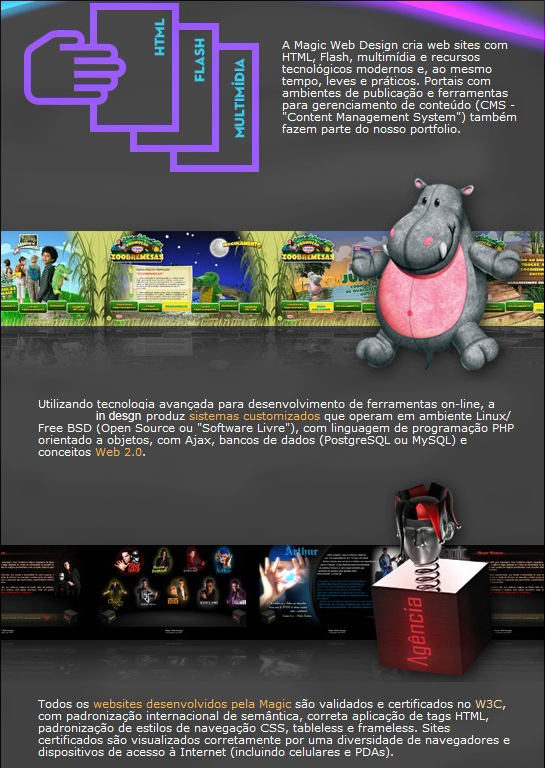 HTML
FLASH
MULTIMÍDIA
A Magic Web Design cria web sites com
HTML, Flash, multimídia e recursos
tecnológicos modernos e, ao mesmo
tempo, leves e práticos. Portais com
ambientes de publicação e ferramentas
para gerenciamento de conteúdo (CMS -
"Content Management System") também
fazem parte do nosso portfolio.
ZOOBREMESAS
ZOOBREMESAS
Utilizando tecnologia avançada para desenvolvimento de ferramentas on-line, a
in desgn produz sistemas customizados que operam em ambiente Linux/
Free BSD (Open Source ou "Software Livre"), com linguagem de programação PHP
orientado a objetos, com Ajax, bancos de dados (PostgreSQL ou MySQL) e
conceitos Web 2.0.
Arthur
Agência
Todos os websites desenvolvidos pela Magic são validados e certificados no W3C,
com padronização internacional de semântica, correta aplicação de tags HTML,
padronização de estilos de navegação CSS, tableless e frameless. Sites
certificados são visualizados corretamente por uma diversidade de navegadores e
dispositivos de acesso à Internet (incluindo celulares e PDAs).